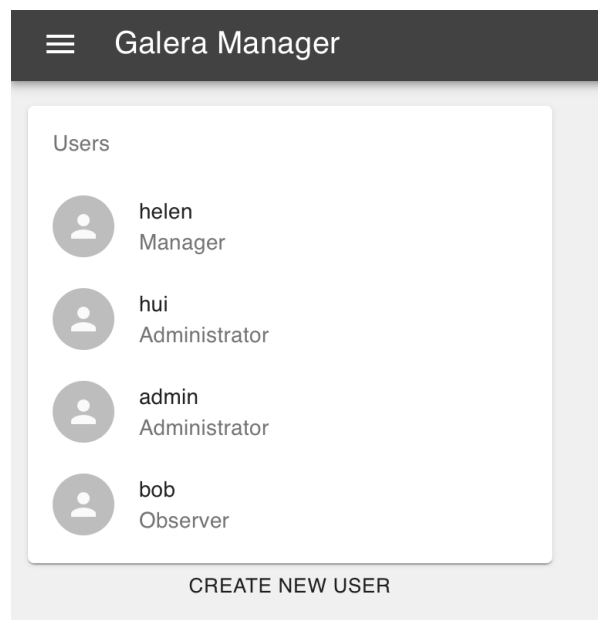 Galera Manager
Users
helen
Manager
hui
Administrator
admin
Administrator
bob
Observer
CREATE NEW USER